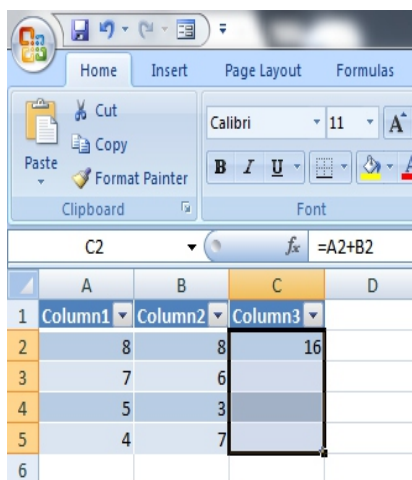 Home Insert Page Layout Formulas
Cut
Copy
Paste
Format Painter
Calibri 11 A
B I U A
Clipboard Font
C2 fx =A2+B2
A B C D
1 Column1 Column2 Column3
2 8 8 16
3 7 6
4 5 3
5 4 7
6